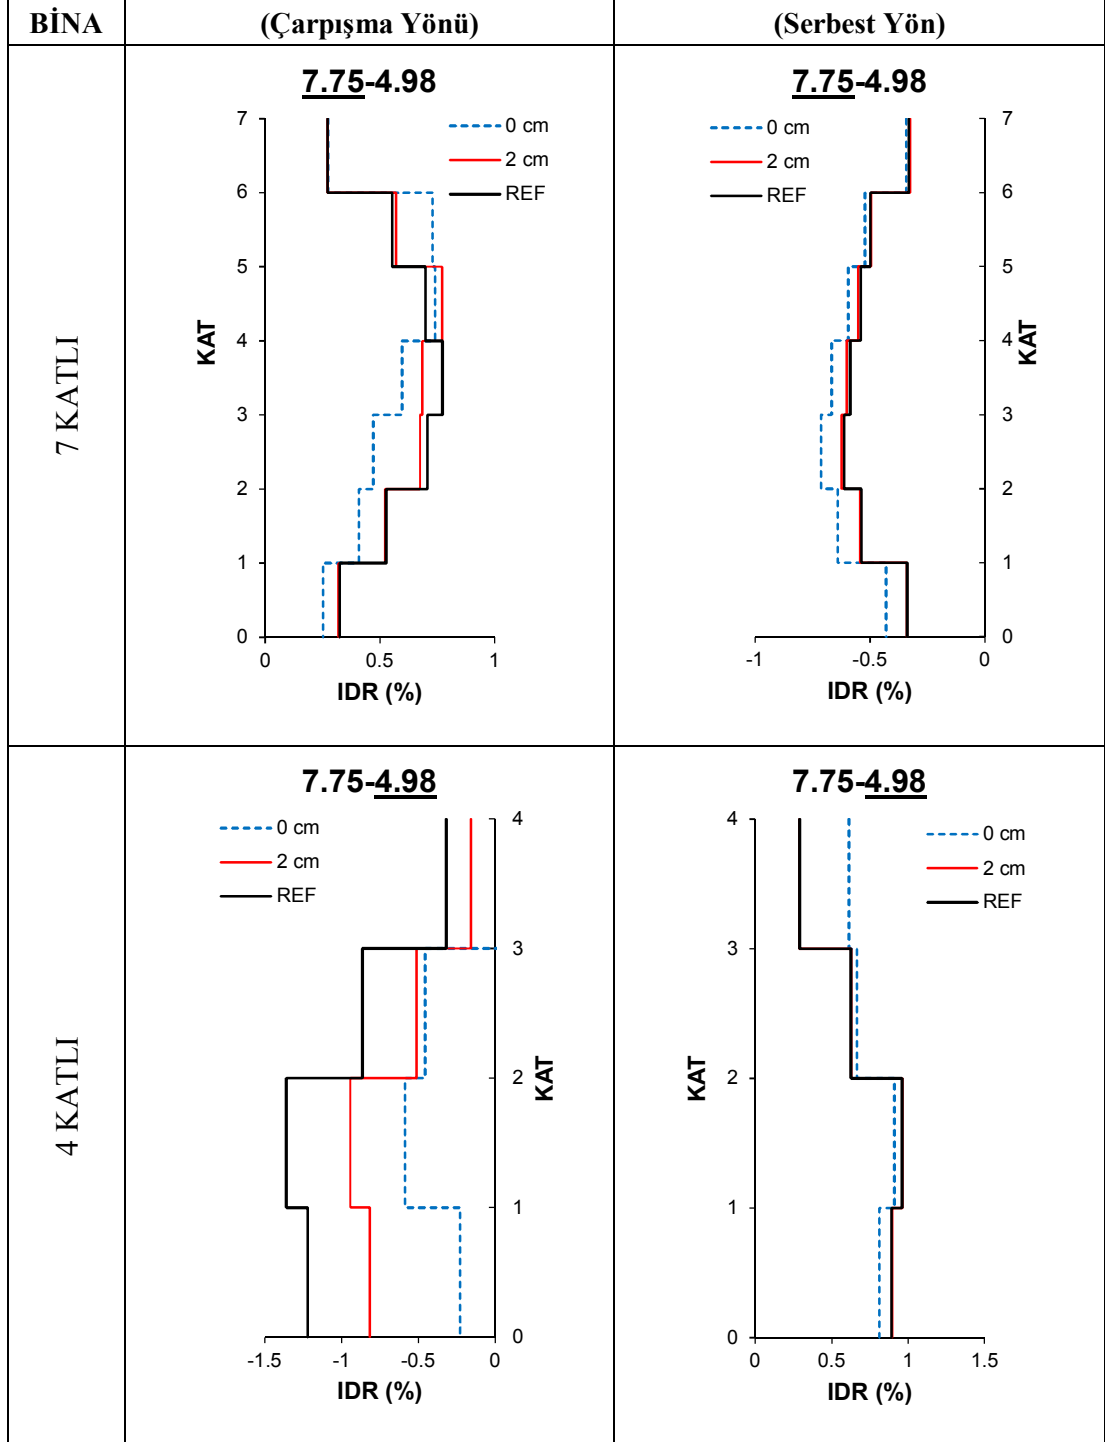 BİNA
(Çarpışma Yönü)
(Serbest Yön)
7 KATLI
7.75-4.98
0 cm
2 cm
REF
7
6
5
4
3
2
1
0
KAT
0
0.5
1
IDR (%)
7.75-4.98
0 cm
2 cm
REF
7
6
5
4
3
2
1
0
KAT
-1
-0.5
0
IDR (%)
4 KATLI
7.75-4.98
0 cm
2 cm
REF
4
3
2
1
0
KAT
-1.5
-1
-0.5
0
IDR (%)
7.75-4.98
0 cm
2 cm
REF
4
3
2
1
0
KAT
0
0.5
1
1.5
IDR (%)